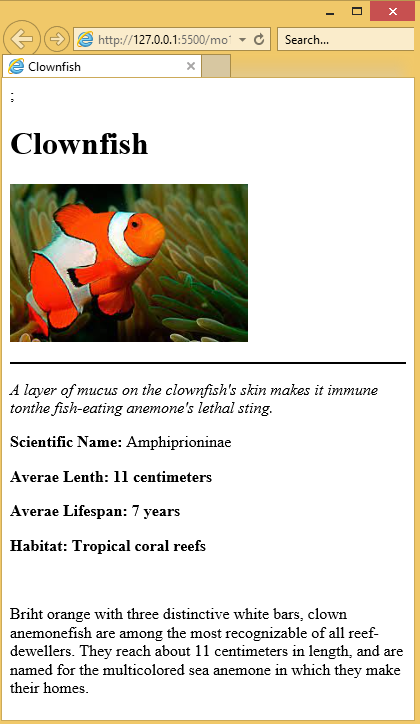 http://127.0.0.1:5500/mo
Search...
Clownfish
;
Clownfish
A layer of mucus on the clownfish's skin makes it immune
tonthe fish-eating anemone's lethal sting.
Scientific Name: Amphiprioninae
Averae Lenth: 11 centimeters
Averae Lifespan: 7 years
Habitat: Tropical coral reefs
Briht orange with three distinctive white bars, clown
anemonefish are among the most recognizable of all reef-
dewellers. They reach about 11 centimeters in length, and are
named for the multicolored sea anemone in which they make
their homes.